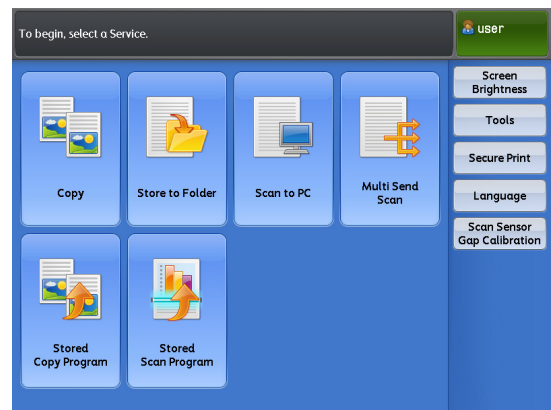 To begin, select a Service.
user
Copy
Store to Folder
Scan to PC
Multi Send
Scan
Stored
Copy Program
Stored
Scan Program
Screen
Brightness
Tools
Secure Print
Language
Scan Sensor
Gap Calibration